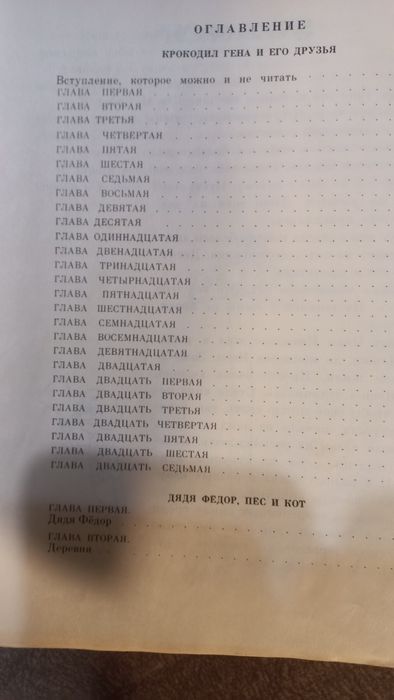 ОГЛАВЛЕНИЕ
КРОКОДИЛ ГЕНА И ЕГО ДРУЗЬЯ
Вступление, которое можно и не читать . . . . . . . .
ГЛАВА ПЕРВАЯ
ГЛАВА ВТОРАЯ
ГЛАВА ТРЕТЬЯ
ГЛАВА ЧЕТВЕРТАЯ
ГЛАВА ПЯТАЯ
ГЛАВА ШЕСТАЯ
ГЛАВА СЕДЬМАЯ
ГЛАВА ВОСЬМАЯ
ГЛАВА ДЕВЯТАЯ
ГЛАВА ДЕСЯТАЯ
ГЛАВА ОДИННАДЦАТАЯ
ГЛАВА ДВЕНАДЦАТАЯ
ГЛАВА ТРИНАДЦАТАЯ
ГЛАВА ЧЕТЫРНАДЦАТАЯ
ГЛАВА ПЯТНАДЦАТАЯ
ГЛАВА ШЕСТНАДЦАТАЯ
ГЛАВА СЕМНАДЦАТАЯ
ГЛАВА ВОСЕМНАДЦАТАЯ
ГЛАВА ДЕВЯТНАДЦАТАЯ
ГЛАВА ДВАДЦАТАЯ
ГЛАВА ДВАДЦАТЬ ПЕРВАЯ
ГЛАВА ДВАДЦАТЬ ВТОРАЯ
ГЛАВА ДВАДЦАТЬ ТРЕТЬЯ
ГЛАВА ДВАДЦАТЬ ЧЕТВЕРТАЯ
ГЛАВА ДВАДЦАТЬ ПЯТАЯ
ГЛАВА ДВАДЦАТЬ ШЕСТАЯ
ГЛАВА ДВАДЦАТЬ СЕДЬМАЯ
ДЯДЯ ФЕДОР, ПЕС И КОТ
ГЛАВА ПЕРВАЯ.
Дядя Фёдор
ГЛАВА ВТОРАЯ.
Деревня